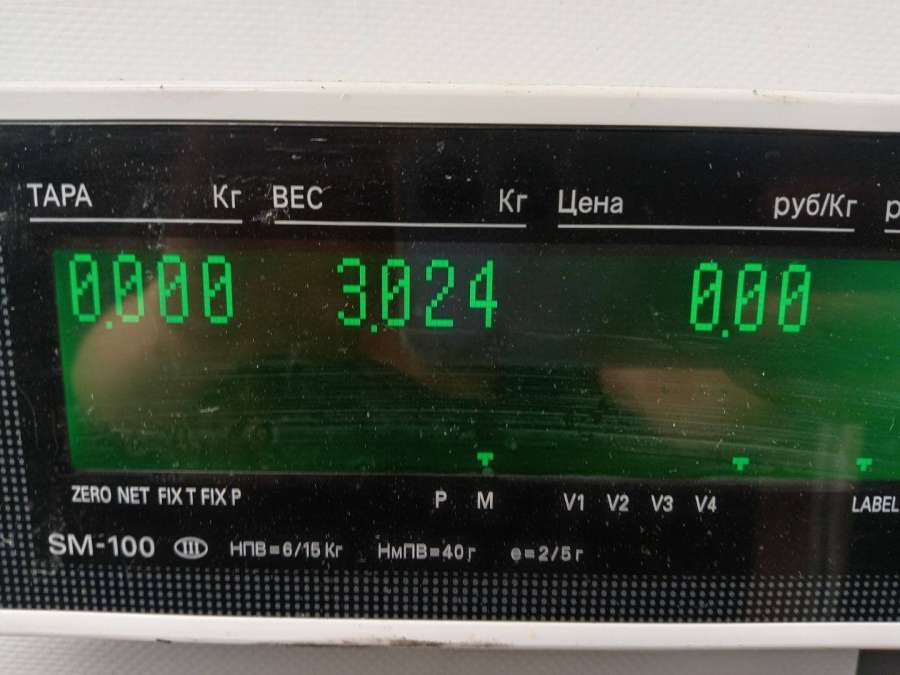 ТАРА Кг ВЕС Кг Цена руб/Кг
0.000 3.024 0.00
ZERO NET FIX T FIX P P M V1 V2 V3 V4 LABEL
SM-100 III НПВ=6/15 Кг НмПВ=40 г e=2/5 г